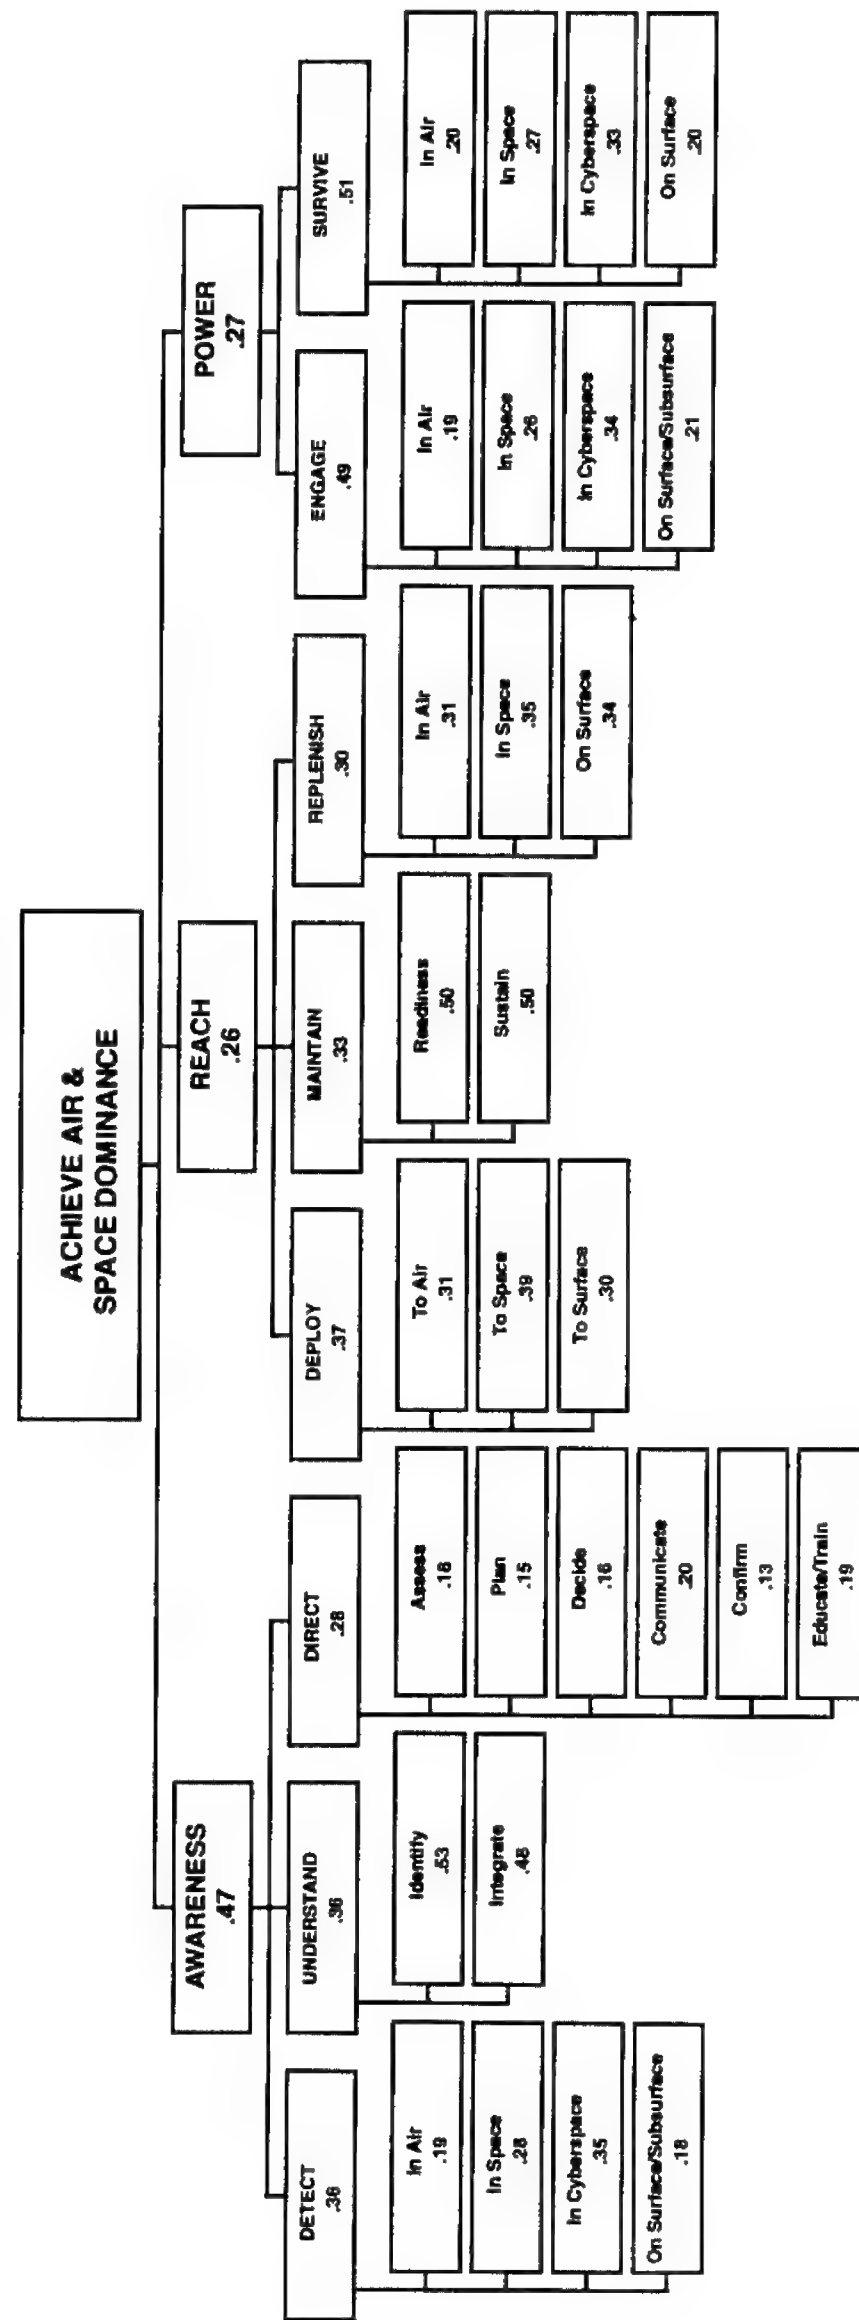 ACHIEVE AIR &
SPACE DOMINANCE
AWARENESS
.47
REACH
.26
POWER
.27
DETECT
.36
UNDERSTAND
.36
DIRECT
.28
DEPLOY
.37
MAINTAIN
.33
REPLENISH
.30
ENGAGE
.49
SURVIVE
.51
In Air
.19
In Space
.28
In Cyberspace
.35
On Surface/Subsurface
.18
Identify
.53
Integrate
.48
Assess
Plan
.15
Decide
.16
Communicate
.20
Confirm
.13
Educate/Train
.19
To Air
.31
To Space
.39
To Surface
.30
Readiness
.50
Sustain
.50
In Air
.31
In Space
.35
On Surface
.34
In Air
.19
In Space
.26
In Cyberspace
.34
On Surface/Subsurface
.21
In Air
.20
In Space
.27
In Cyberspace
.33
On Surface
.20